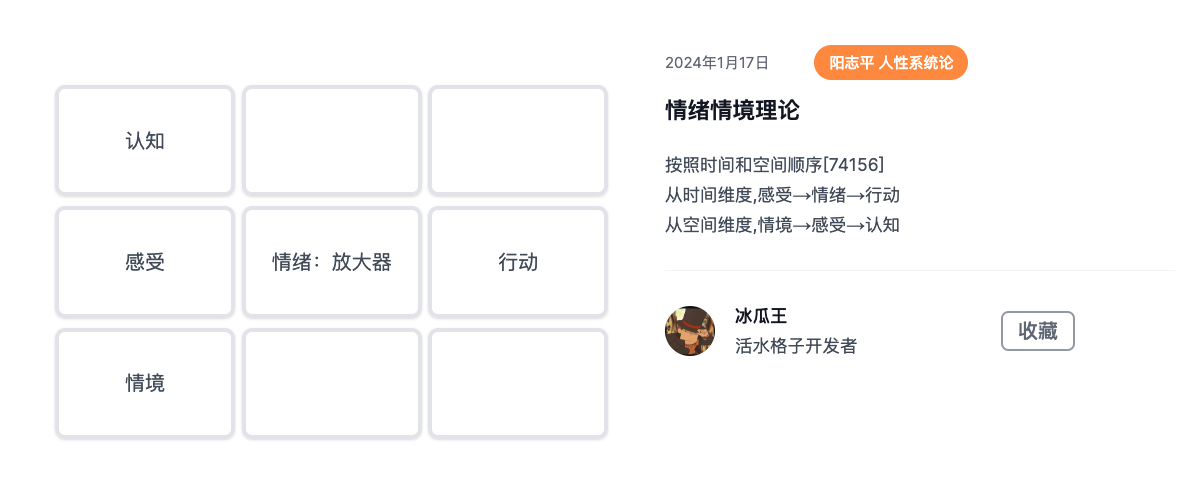 认知
感受
情绪：放大器
行动
情境
2024年1月17日
阳志平 人性系统论
情绪情境理论
按照时间和空间顺序[74156]
从时间维度,感受→情绪→行动
从空间维度,情境→感受→认知
冰瓜王
活水格子开发者
收藏